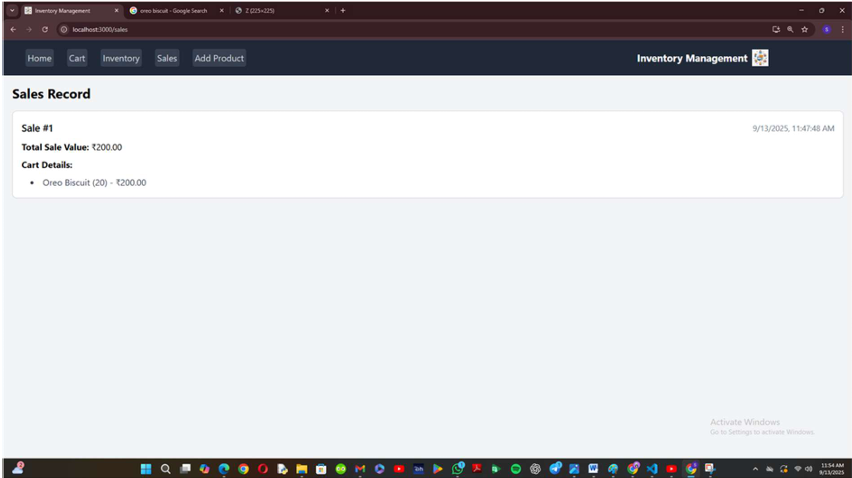 Inventory Management
oreo biscuit - Google Search
Z (225×225)
localhost:3000/sales
Home Cart Inventory Sales Add Product Inventory Management
Sales Record
Sale #1 9/13/2025, 11:47:48 AM
Total Sale Value: ₹200.00
Cart Details:
• Oreo Biscuit (20) - ₹200.00
Activate Windows
Go to Settings to activate Windows.
11:54 AM
9/13/2025